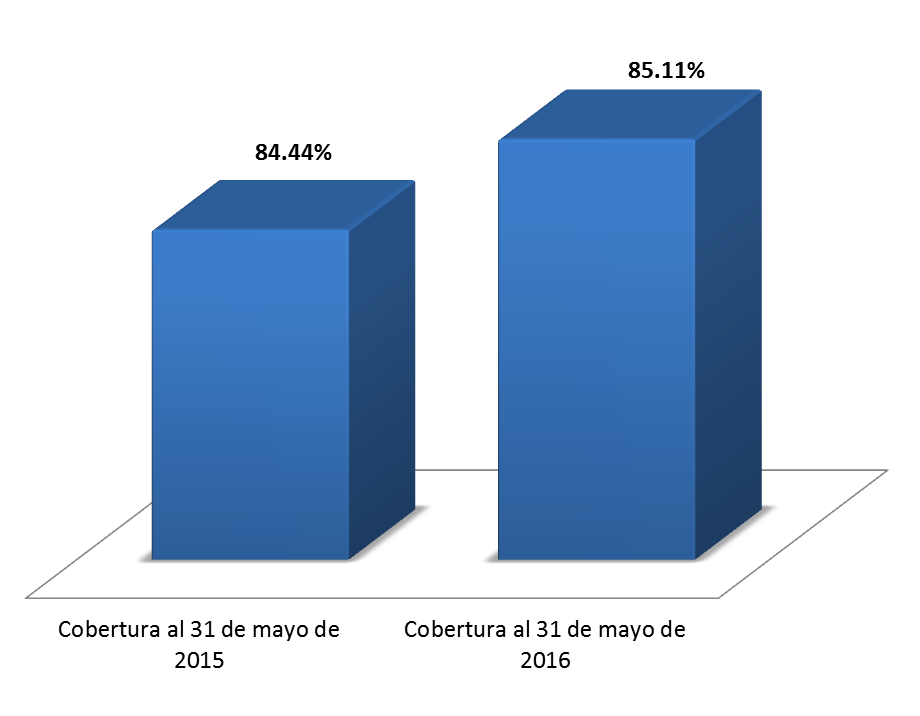 85.11%
84.44%
Cobertura al 31 de mayo de
2015
Cobertura al 31 de mayo de
2016